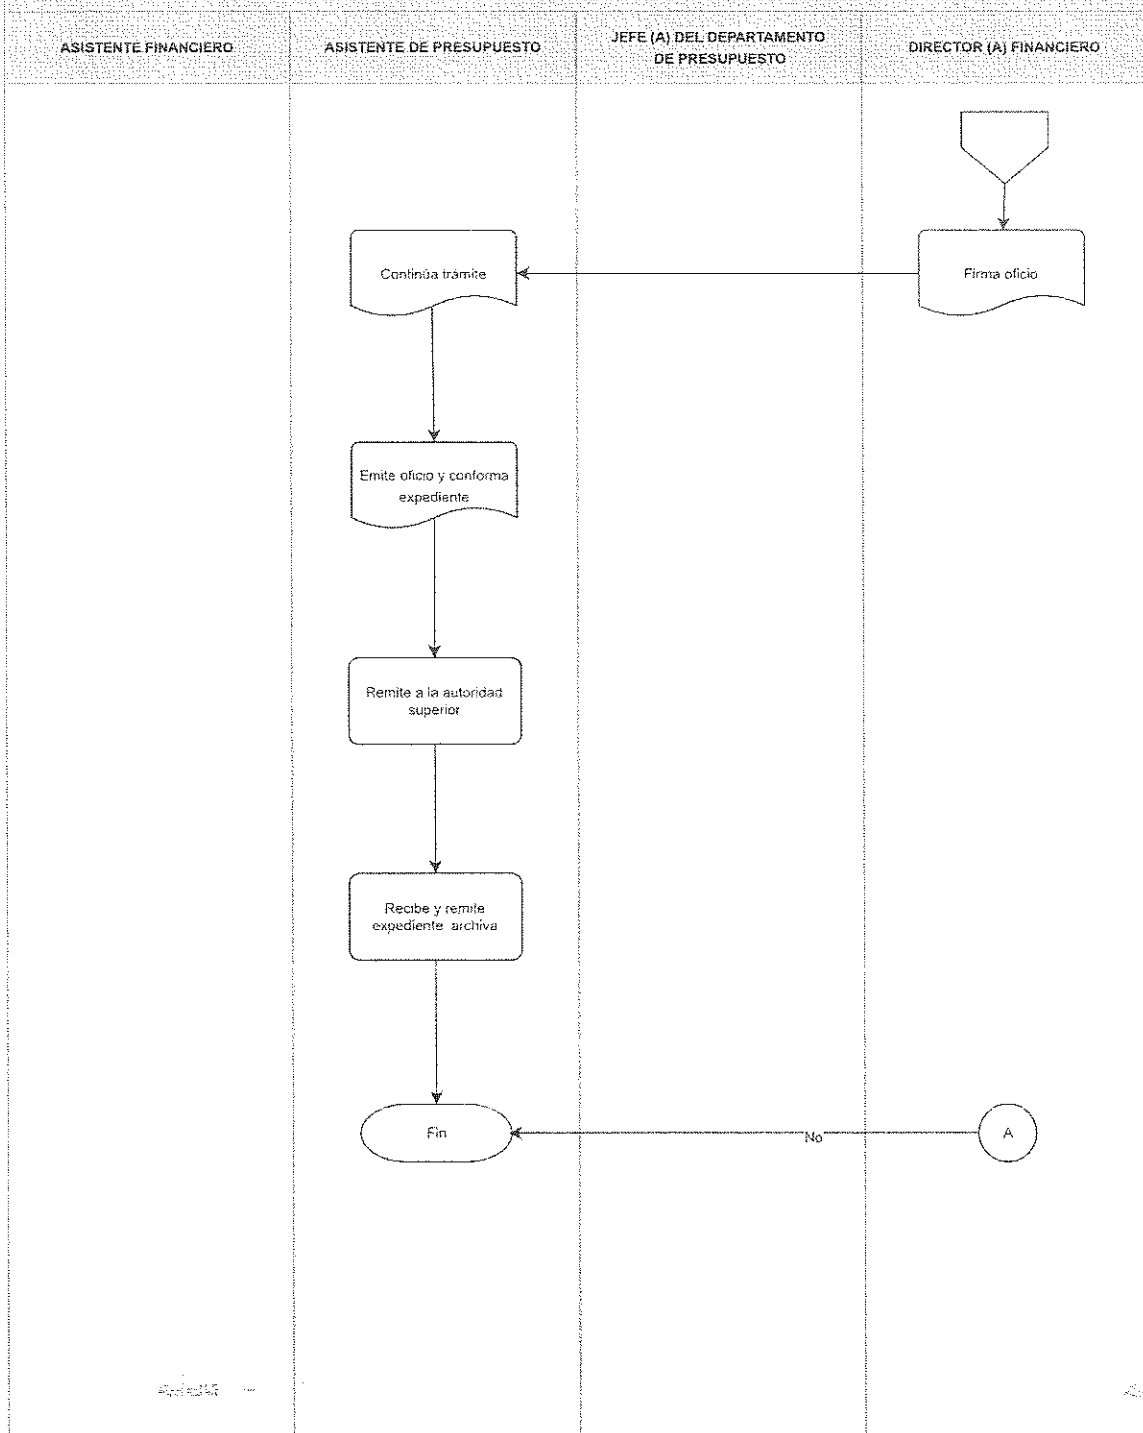 ASISTENTE FINANCIERO
ASISTENTE DE PRESUPUESTO
JEFE (A) DEL DEPARTAMENTO
DE PRESUPUESTO
DIRECTOR (A) FINANCIERO
Firma oficio
Continúa trámite
Emite oficio y conforma
expediente
Remite a la autoridad
superior
Recibe y remite
expediente archiva
Fin
No
A